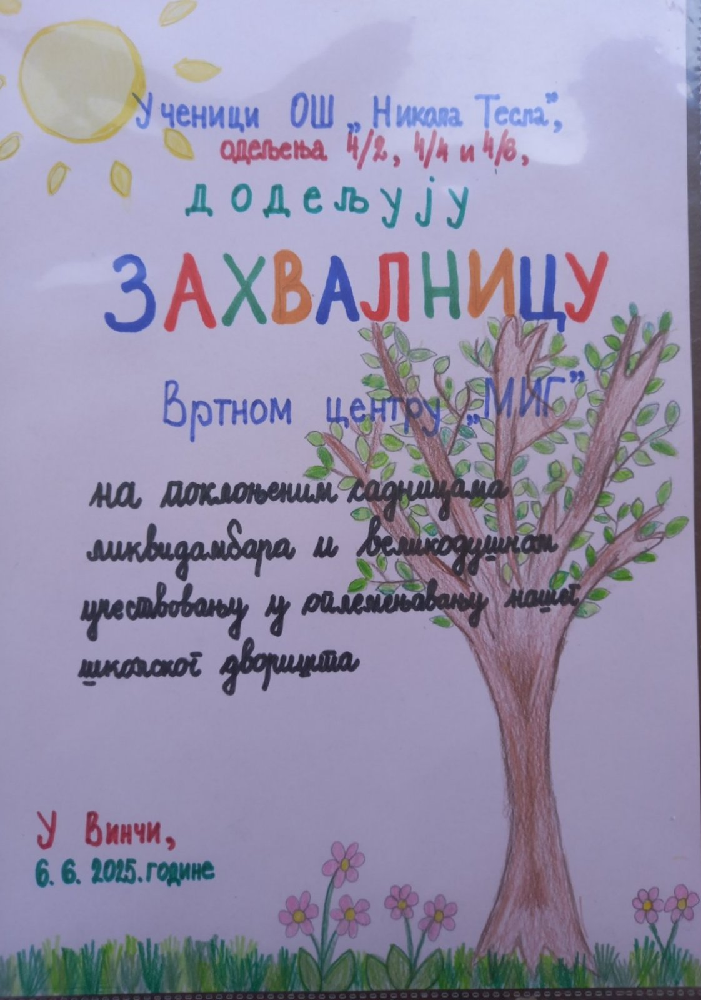 Ученици ОШ „Никола Тесла",
одељења 4/2, 4/4 и 4/6,
додељују
ЗАХВАЛНИЦУ
Вртном центру „МИГ"
на поклоњеним садницама
ликвидамбара и великодушном
учествовању у оплемењавању нашег
школског дворишта
У Винчи,
6. 6. 2025. године